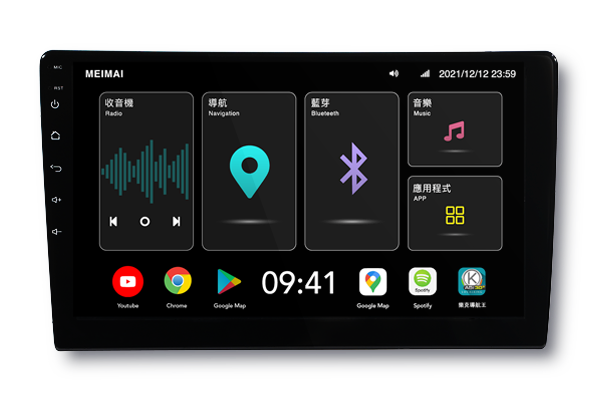 MIC
MEIMAI
2021/12/12 23:59
RST
收音機
Radio
導航
Navigation
藍芽
Blueteeth
音樂
Music
應用程式
APP
09:41
Youtube
Chrome
Google Map
Google Map
Spotify
Spotify
樂克導航王